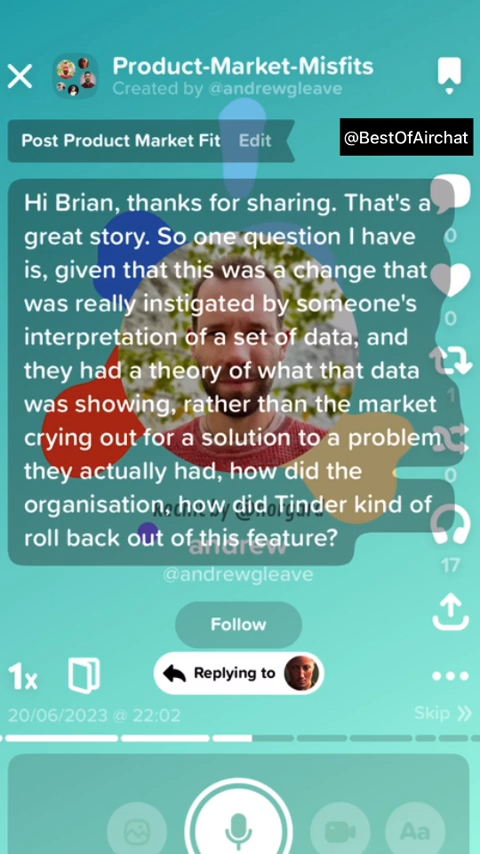 Product-Market-Misfits
Created by @andrewgleave
Post Product Market Fit Edit
@BestOfAirchat
Hi Brian, thanks for sharing. That's a
great story. So one question I have
is, given that this was a change that
was really instigated by someone's
interpretation of a set of data, and
they had a theory of what that data
was showing, rather than the market
crying out for a solution to a problem
they actually had, how did the
organisation, how did Tinder kind of
roll back out of this feature?
0
0
1
0
17
andrew
@andrewgleave
Follow
1x
Replying to
20/06/2023 @ 22:02
Skip
Aa